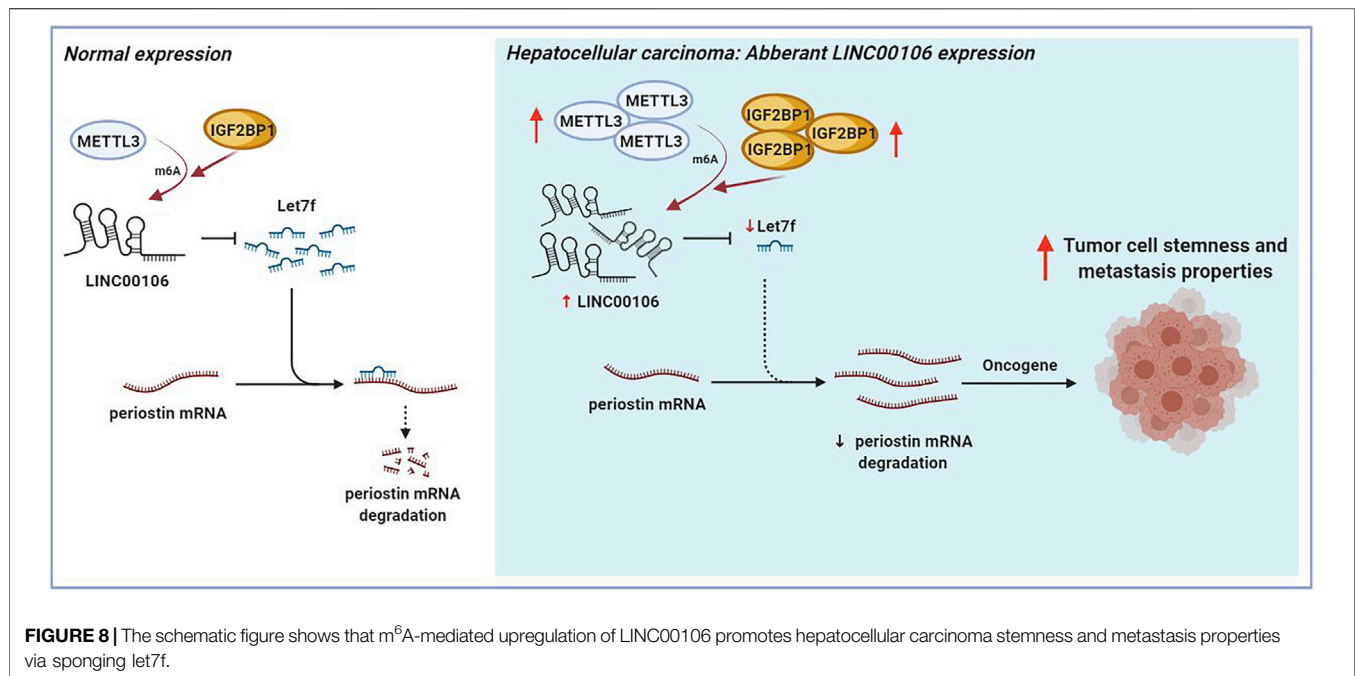 Normal expression
METTL3
IGF2BP1
m6A
Let7f
LINC00106
periostin mRNA
periostin mRNA
degradation
Hepatocellular carcinoma: Abberant LINC00106 expression
METTL3
METTL3
METTL3
IGF2BP1
IGF2BP1
IGF2BP1
m6A
↓Let7f
↑ LINC00106
periostin mRNA
↓ periostin mRNA
degradation
Oncogene
Tumor cell stemness and
metastasis properties
FIGURE 8 | The schematic figure shows that m⁶A-mediated upregulation of LINC00106 promotes hepatocellular carcinoma stemness and metastasis properties
via sponging let7f.